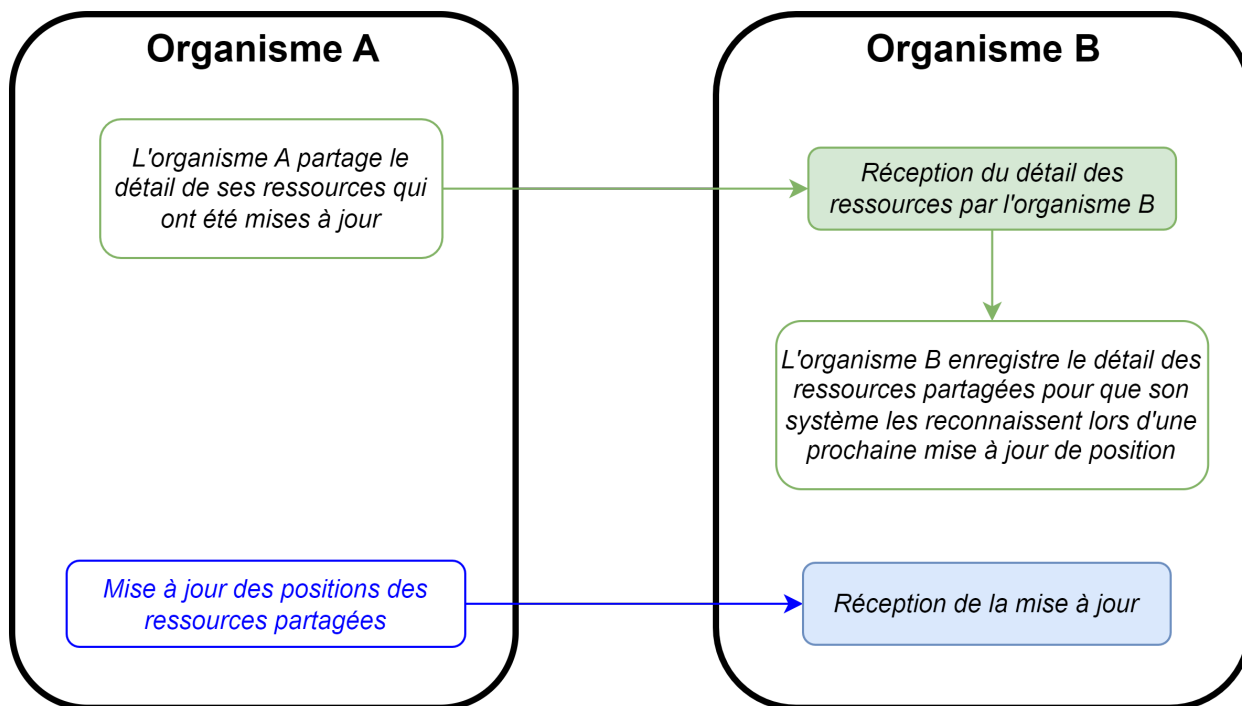 Organisme A
Organisme B
L'organisme A partage le
détail de ses ressources qui
ont été mises à jour
Réception du détail des
ressources par l'organisme B
L'organisme B enregistre le détail des
ressources partagées pour que son
système les reconnaissent lors d'une
prochaine mise à jour de position
Mise à jour des positions des
ressources partagées
Réception de la mise à jour